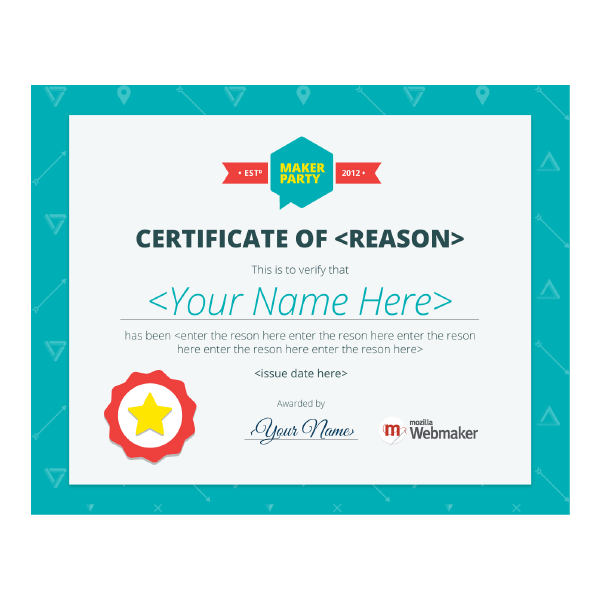 • ESTD
MAKER
PARTY
2012 •
CERTIFICATE OF <REASON>
This is to verify that
<Your Name Here>
has been <enter the reson here enter the reson here enter the reson
here enter the reson here enter the reson here>
<issue date here>
Awarded by
<Your Name>
m mozilla
Webmaker